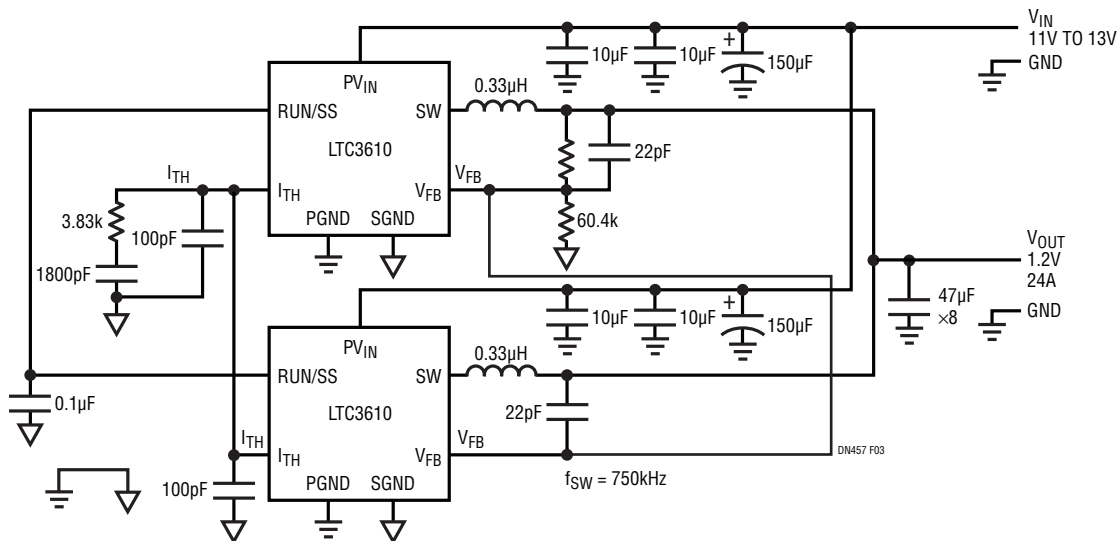 V_IN
11V TO 13V
GND
10µF
10µF
+
150µF
PV_IN
0.33µH
RUN/SS
SW
LTC3610
22pF
I_TH
V_FB
I_TH
V_FB
3.83k
100pF
PGND
SGND
60.4k
1800pF
V_OUT
1.2V
24A
47µF
×8
GND
10µF
10µF
+
150µF
PV_IN
0.33µH
RUN/SS
SW
0.1µF
LTC3610
22pF
I_TH
V_FB
I_TH
V_FB
DN457 F03
100pF
PGND
SGND
f_SW = 750kHz